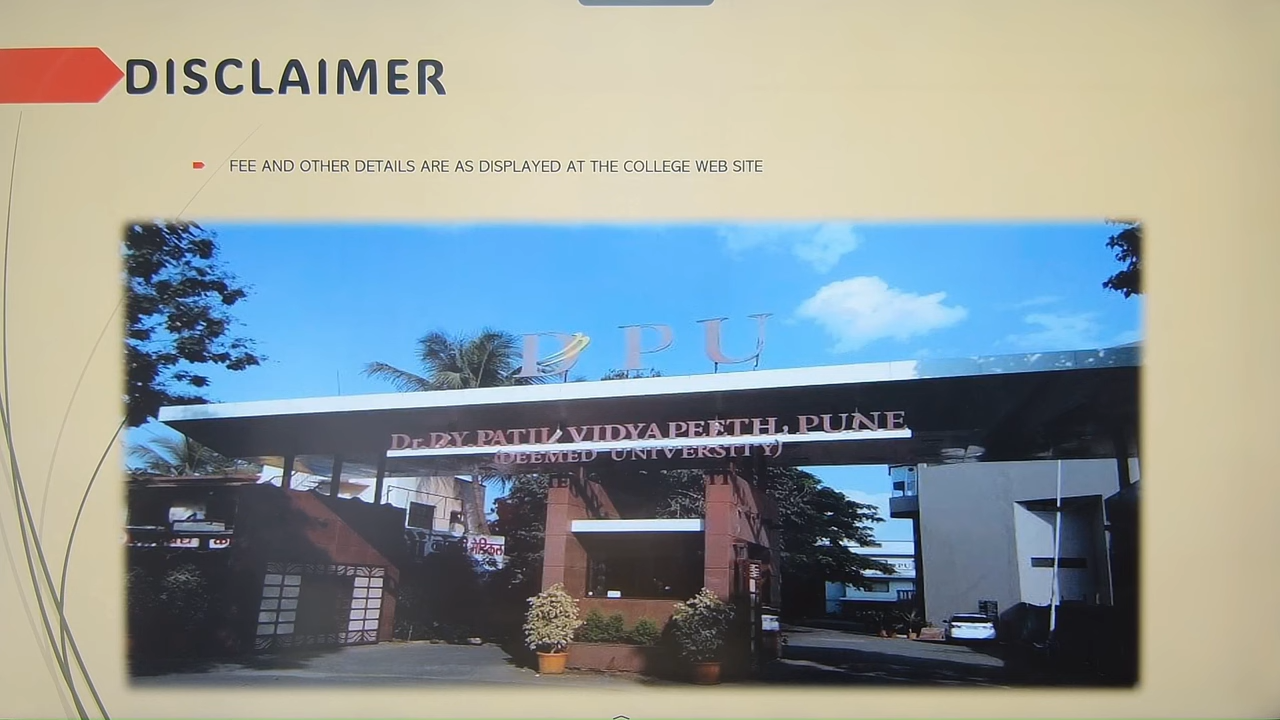 DISCLAIMER
FEE AND OTHER DETAILS ARE AS DISPLAYED AT THE COLLEGE WEB SITE
DPU
Dr. D.Y. PATIL VIDYAPEETH, PUNE
(DEEMED UNIVERSITY)